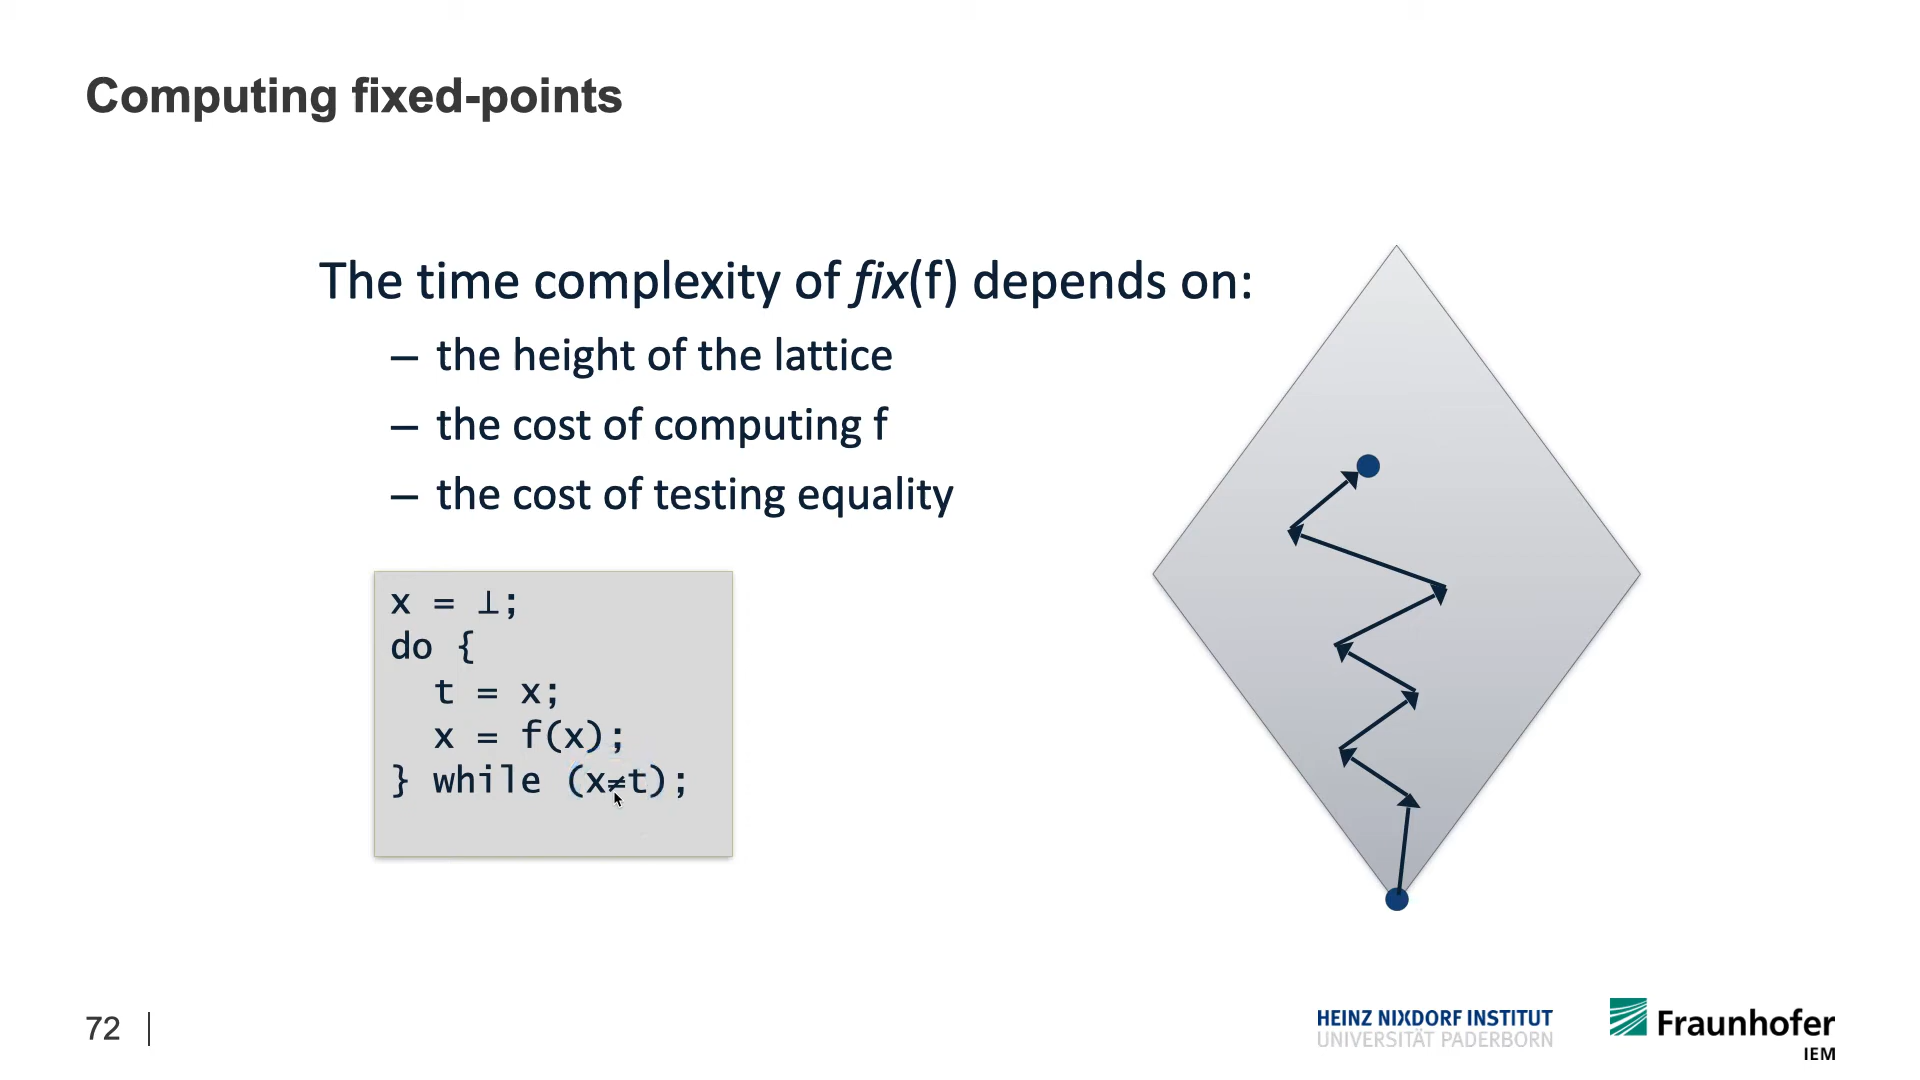 Computing fixed-points
The time complexity of fix(f) depends on:
– the height of the lattice
– the cost of computing f
– the cost of testing equality
x = ⊥;
do {
  t = x;
  x = f(x);
} while (x≠t);
72
HEINZ NIXDORF INSTITUT
UNIVERSITÄT PADERBORN
Fraunhofer
IEM